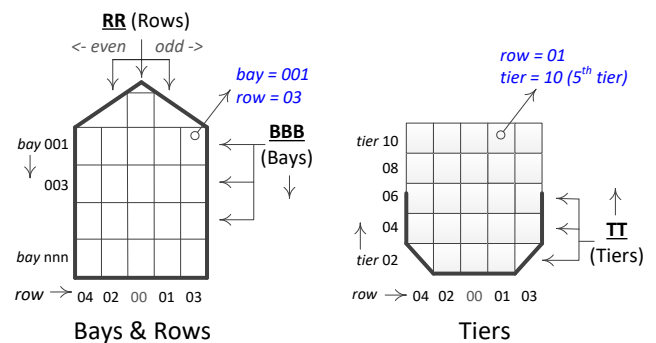 RR (Rows)
<- even odd ->
bay = 001
row = 03
bay 001
003
bay nnn
BBB
(Bays)
row
04 02 00 01 03
Bays & Rows
row = 01
tier = 10 (5th tier)
tier 10
08
06
04
tier 02
TT
(Tiers)
row
04 02 00 01 03
Tiers